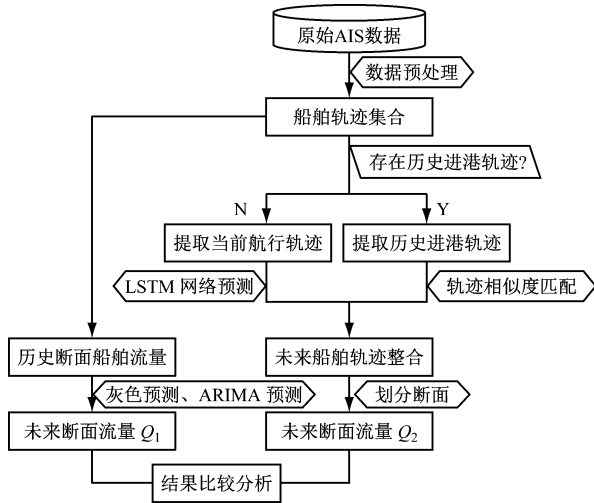 原始AIS数据
数据预处理
船舶轨迹集合
存在历史进港轨迹?
N
Y
提取当前航行轨迹
提取历史进港轨迹
LSTM 网络预测
轨迹相似度匹配
历史断面船舶流量
未来船舶轨迹整合
灰色预测、ARIMA 预测
划分断面
未来断面流量 Q1
未来断面流量 Q2
结果比较分析